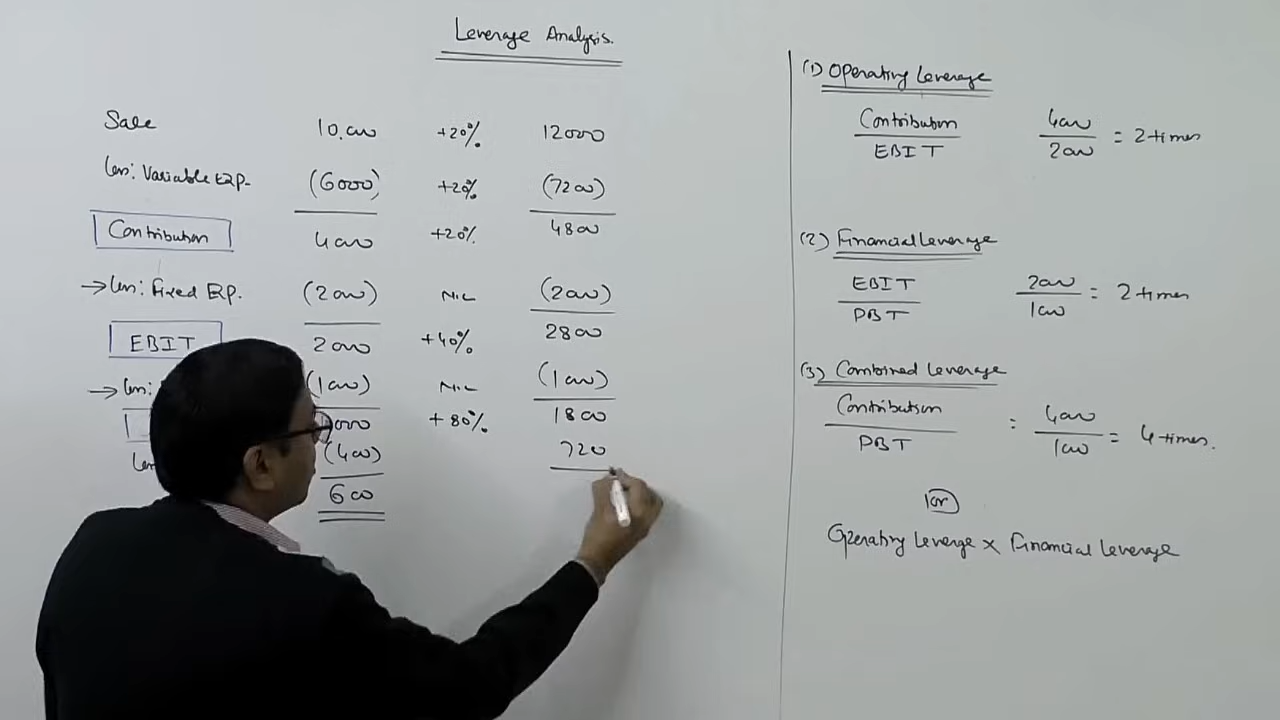 Leverage Analysis.
Sale 10,000 +20% 12000
Less: Variable Exp. (6000) +20% (7200)
Contribution 4000 +20% 4800
→ Less: Fixed Exp. (2000) Nil (2000)
EBIT 2000 +40% 2800
→ Less: (1000) Nil (1000)
000 +80% 1800
(400) 720
600
(1) Operating Leverage
Contribution 4000
EBIT 2000 = 2 times
(2) Financial Leverage
EBIT 2000
PBT 1000 = 2 times
(3) Combined Leverage
Contribution = 4000
PBT 1000 = 4 times.
(or)
Operating Leverge x Financial Leverage